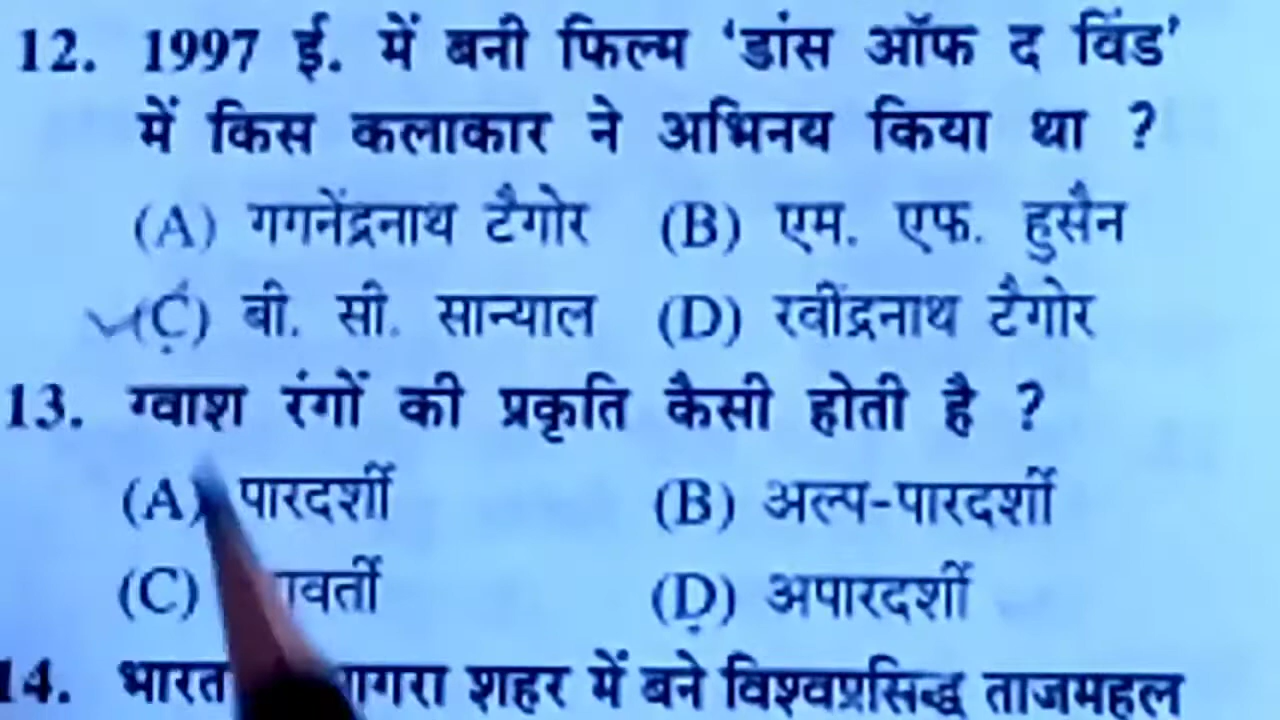 12. 1997 ई. में बनी फिल्म 'डांस ऑफ द विंड'
में किस कलाकार ने अभिनय किया था ?
(A) गगनेंद्रनाथ टैगोर (B) एम. एफ. हुसैन
(C) बी. सी. सान्याल (D) रवींद्रनाथ टैगोर
13. ग्वाश रंगों की प्रकृति कैसी होती है ?
(A) पारदर्शी (B) अल्प-पारदर्शी
(C) (D) अपारदर्शी
14. भारत शहर में बने विश्वप्रसिद्ध ताजमहल